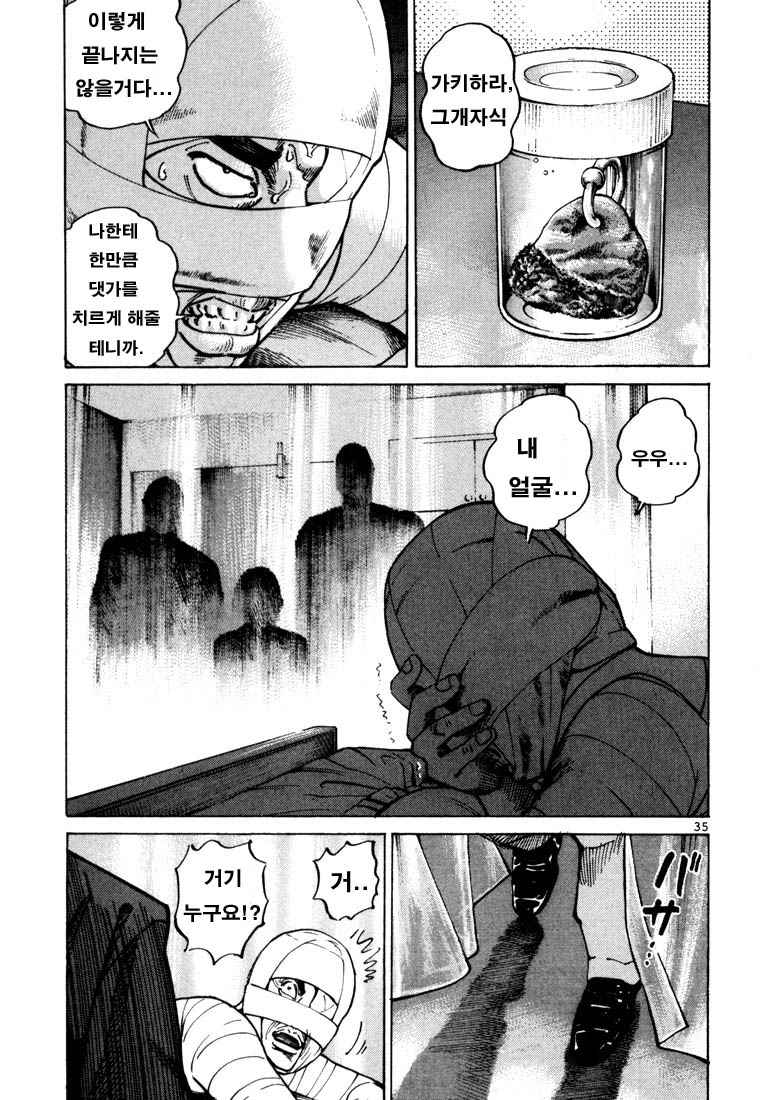 가키하라,
그개자식
이렇게
끝나지는
않을거다...
나한테
한만큼
댓가를
치르게 해줄
테니까.
우우...
내
얼굴...
35
バサ...
거..
거기
누구요!?